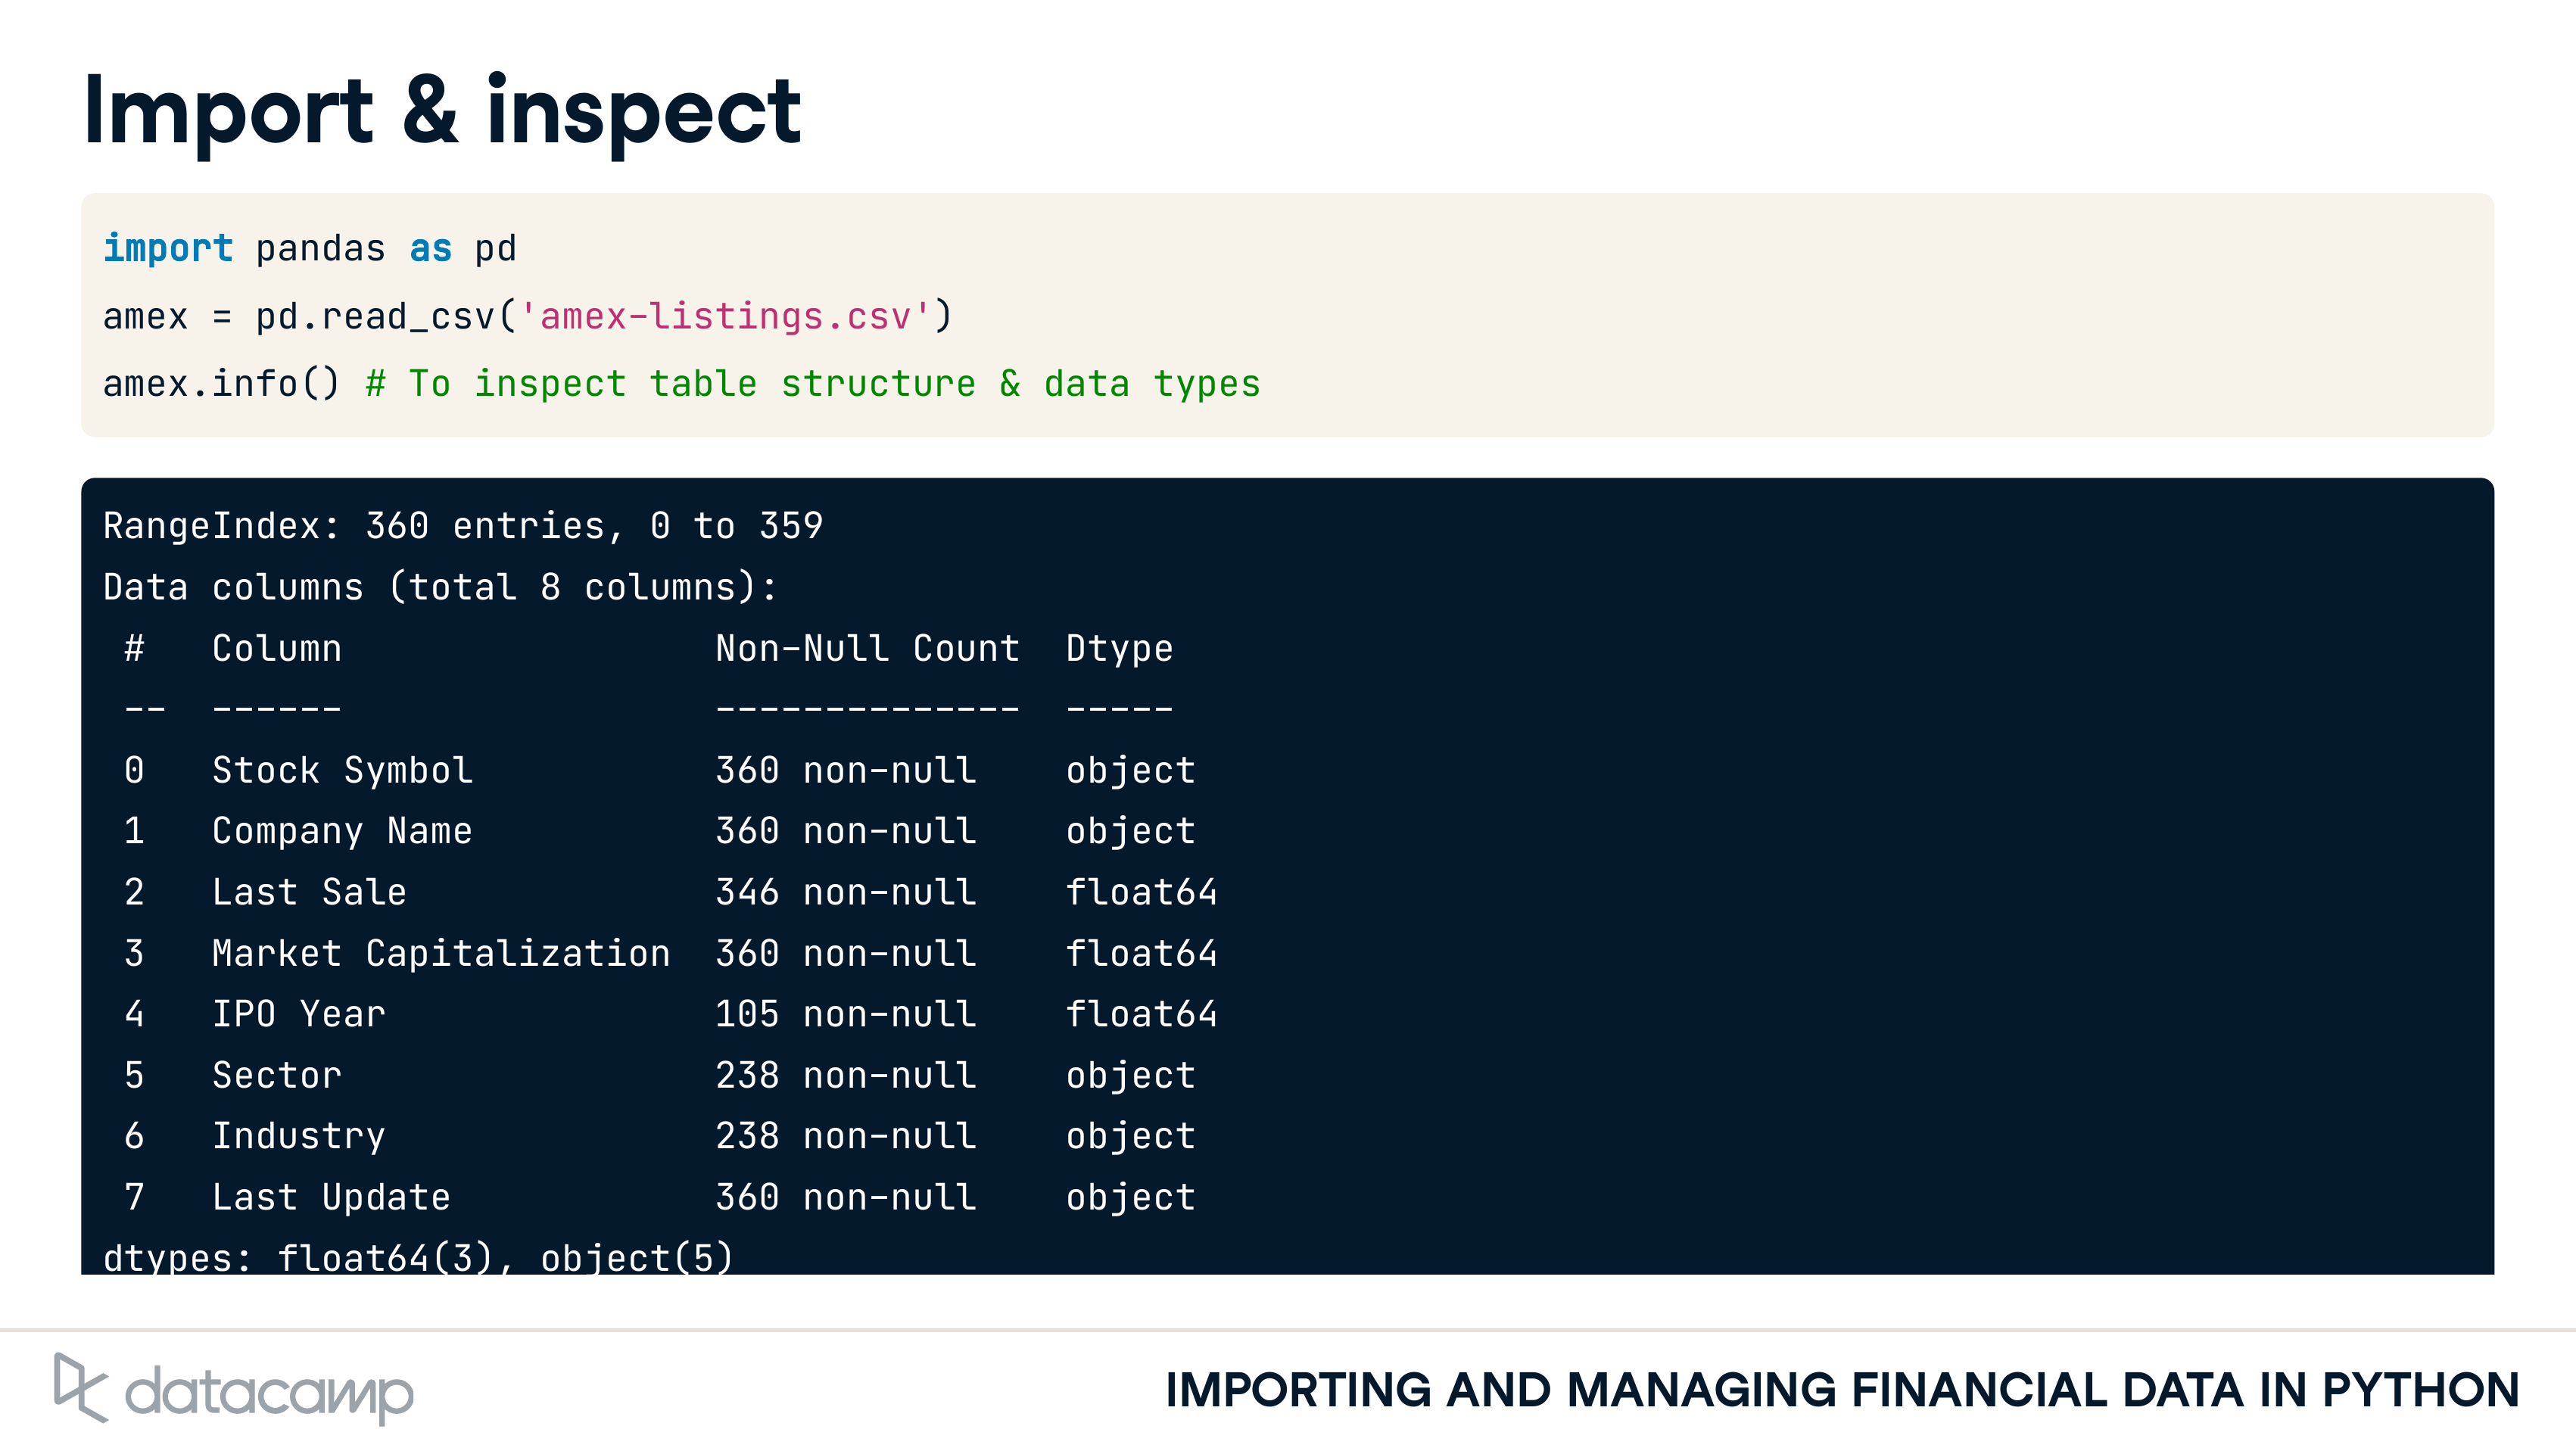 Import & inspect
import pandas as pd
amex = pd.read_csv('amex-listings.csv')
amex.info() # To inspect table structure & data types
RangeIndex: 360 entries, 0 to 359
Data columns (total 8 columns):
 #   Column                 Non-Null Count  Dtype
 --  ------                 --------------  -----
 0   Stock Symbol           360 non-null    object
 1   Company Name           360 non-null    object
 2   Last Sale              346 non-null    float64
 3   Market Capitalization  360 non-null    float64
 4   IPO Year               105 non-null    float64
 5   Sector                 238 non-null    object
 6   Industry               238 non-null    object
 7   Last Update            360 non-null    object
dtypes: float64(3), object(5)
datacamp
IMPORTING AND MANAGING FINANCIAL DATA IN PYTHON